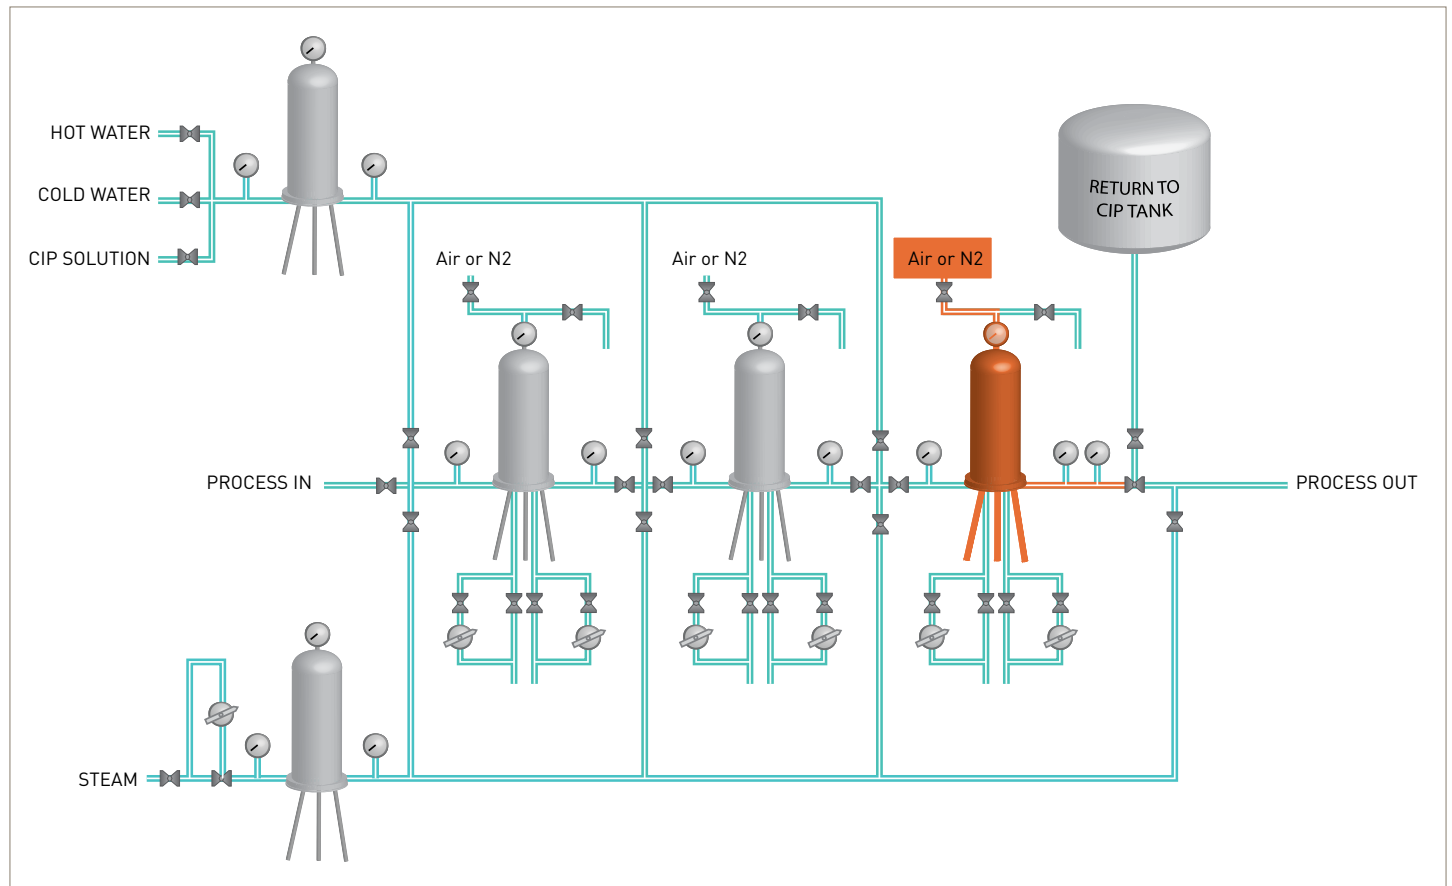 HOT WATER
COLD WATER
CIP SOLUTION
RETURN TO
CIP TANK
Air or N2
Air or N2
Air or N2
PROCESS IN
PROCESS OUT
STEAM